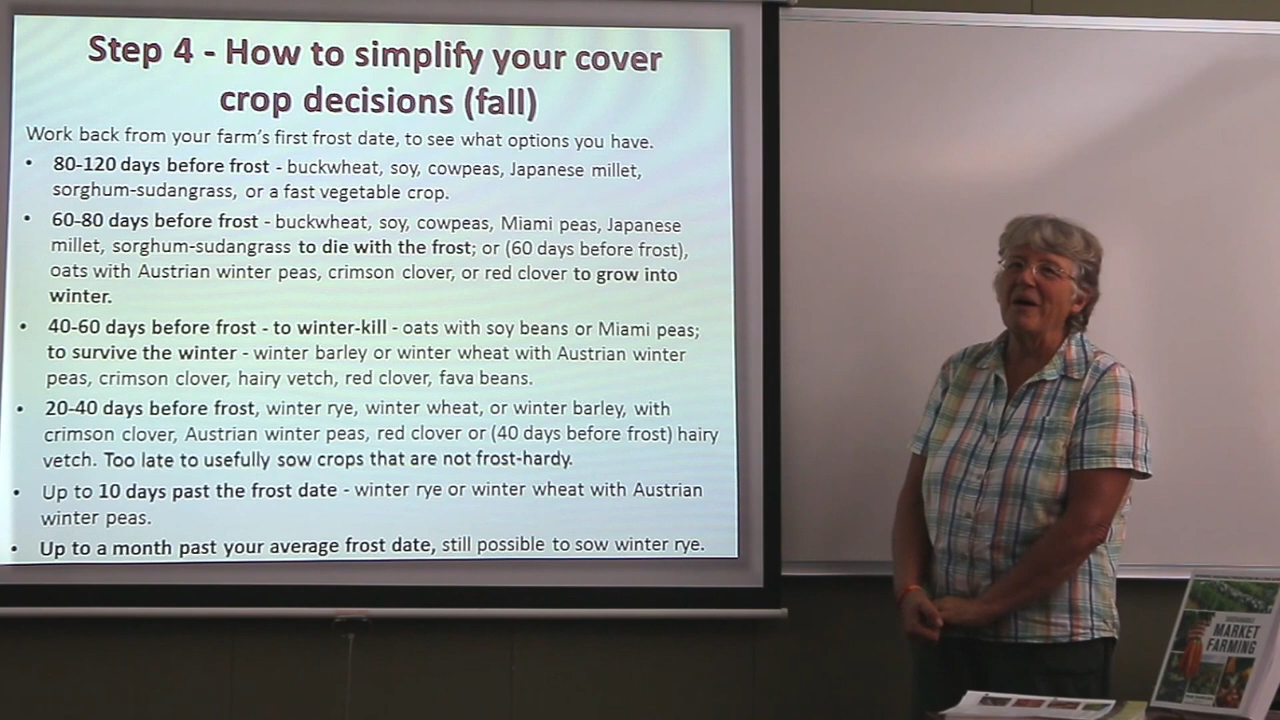 Step 4 - How to simplify your cover
crop decisions (fall)
Work back from your farm's first frost date, to see what options you have.
• 80-120 days before frost - buckwheat, soy, cowpeas, Japanese millet,
sorghum-sudangrass, or a fast vegetable crop.
• 60-80 days before frost - buckwheat, soy, cowpeas, Miami peas, Japanese
millet, sorghum-sudangrass to die with the frost; or (60 days before frost),
oats with Austrian winter peas, crimson clover, or red clover to grow into
winter.
• 40-60 days before frost - to winter-kill - oats with soy beans or Miami peas;
to survive the winter - winter barley or winter wheat with Austrian winter
peas, crimson clover, hairy vetch, red clover, fava beans.
• 20-40 days before frost, winter rye, winter wheat, or winter barley, with
crimson clover, Austrian winter peas, red clover or (40 days before frost) hairy
vetch. Too late to usefully sow crops that are not frost-hardy.
• Up to 10 days past the frost date - winter rye or winter wheat with Austrian
winter peas.
• Up to a month past your average frost date, still possible to sow winter rye.
SUSTAINABLE
MARKET
FARMING